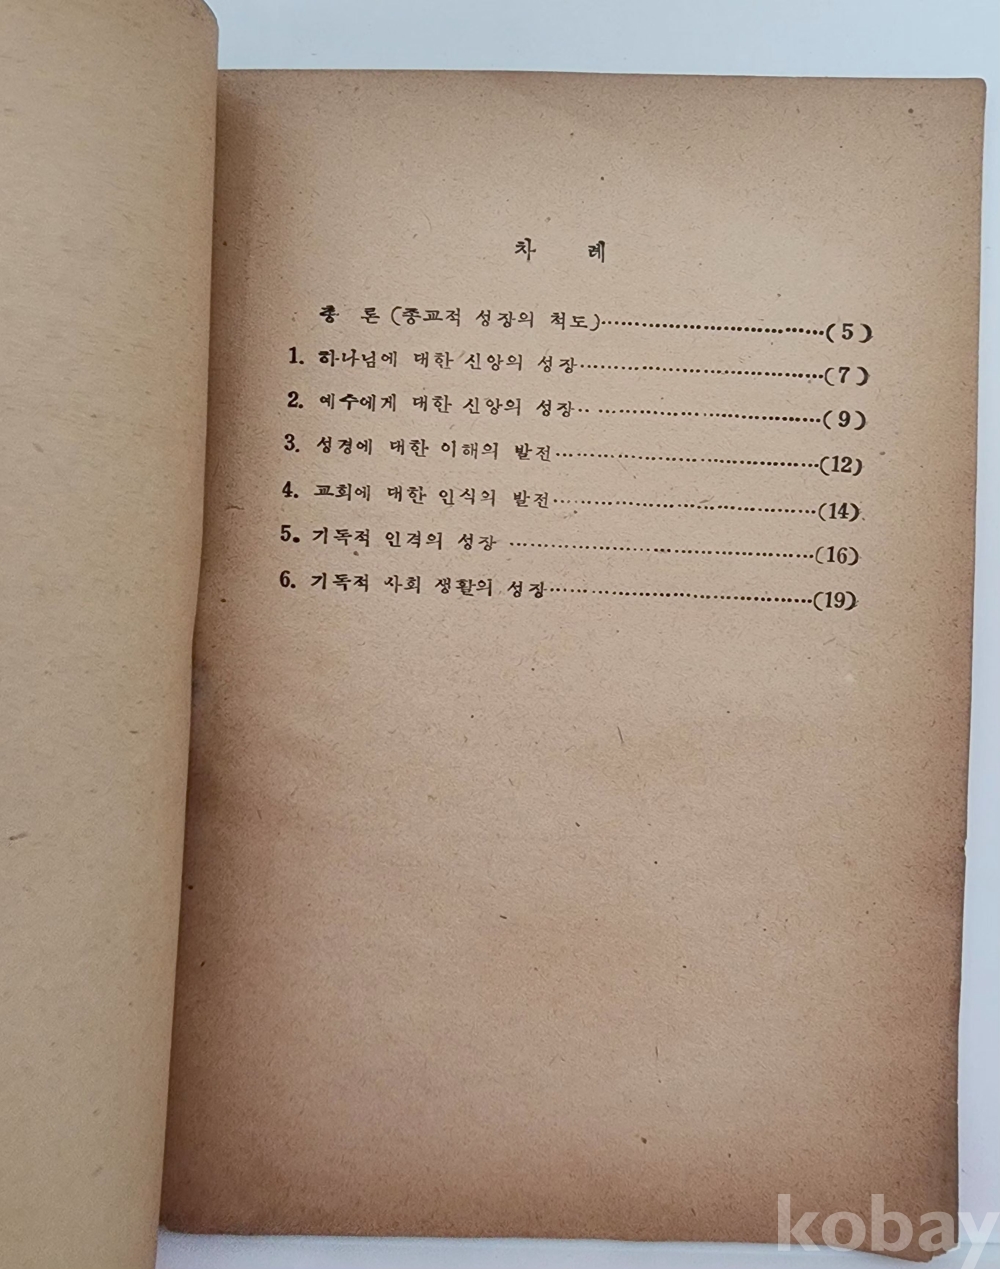 차 례
총 론 (종교적 성장의 척도)························(5)
1. 하나님에 대한 신앙의 성장························(7)
2. 예수에게 대한 신앙의 성장·· ······················(9)
3. 성경에 대한 이해의 발전························(12)
4. 교회에 대한 인식의 발전························(14)
5. 기독적 인격의 성장 ····························(16)
6. 기독적 사회 생활의 성장························(19)
kobay